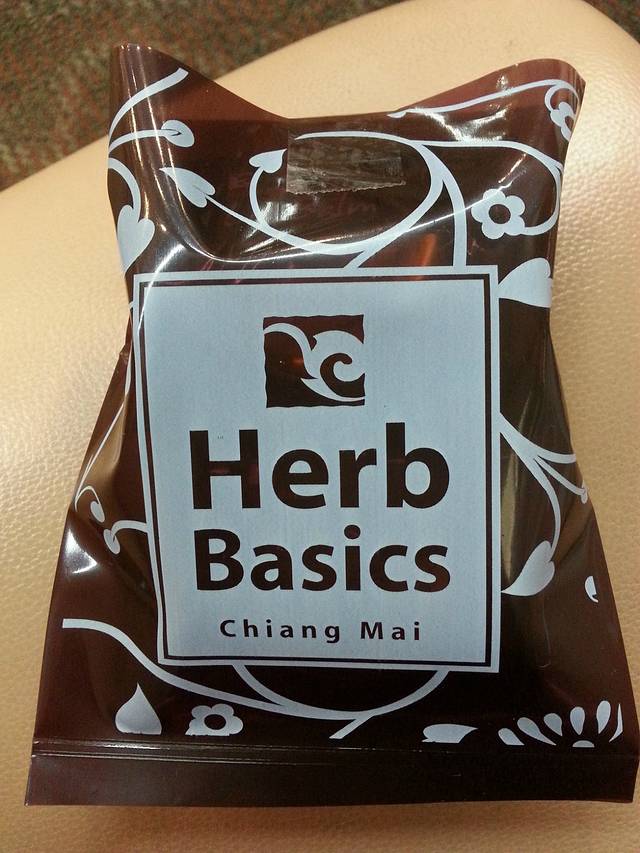 Herb
Basics
Chiang Mai